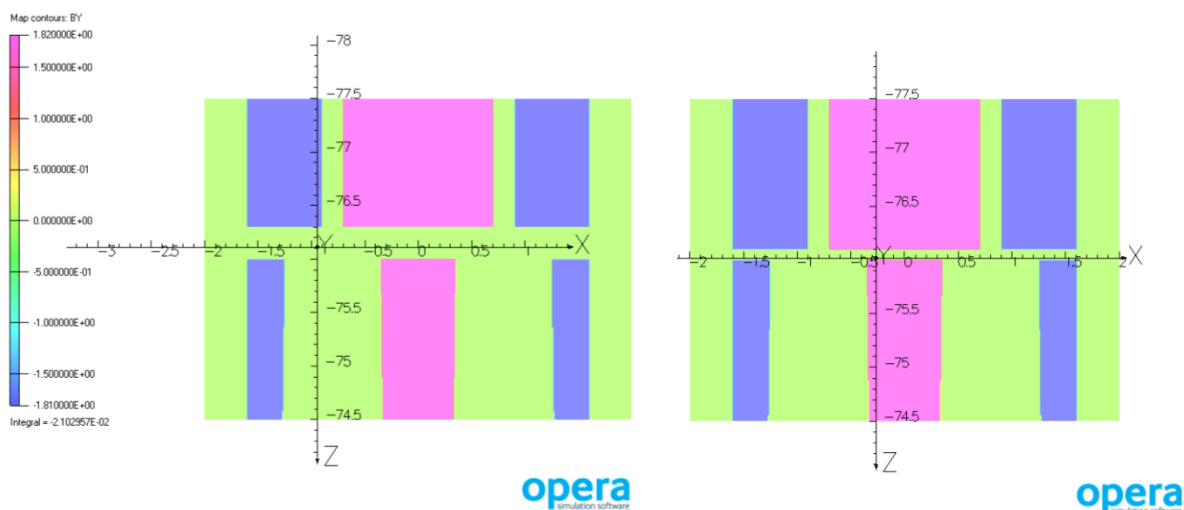 Map contours: BY
1.820000E+00
1.500000E+00
1.000000E+00
5.000000E-01
0.000000E+00
-5.000000E-01
-1.000000E+00
-1.500000E+00
-1.810000E+00
Integral = -2.102957E-02
-78
-77.5
-77
-76.5
-3
-2.5
-2
-1.5
Y
-0.5
0
0.5
1
X
-75.5
-75
-74.5
Z
opera
simulation software
-77.5
-77
-76.5
-2
-1.5
-1
-0.5
Y
0
0.5
1
1.5
2
X
-75.5
-75
-74.5
Z
opera
simulation software